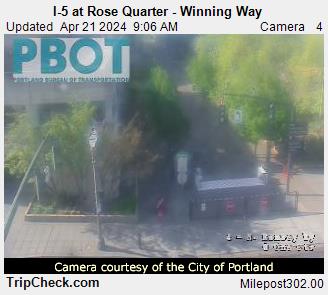 I-5 at Rose Quarter - Winning Way
Updated Apr 21 2024 9:06 AM Camera 4
PBOT
PORTLAND BUREAU OF TRANSPORTATION
Camera courtesy of the City of Portland
TripCheck.com Milepost302.00